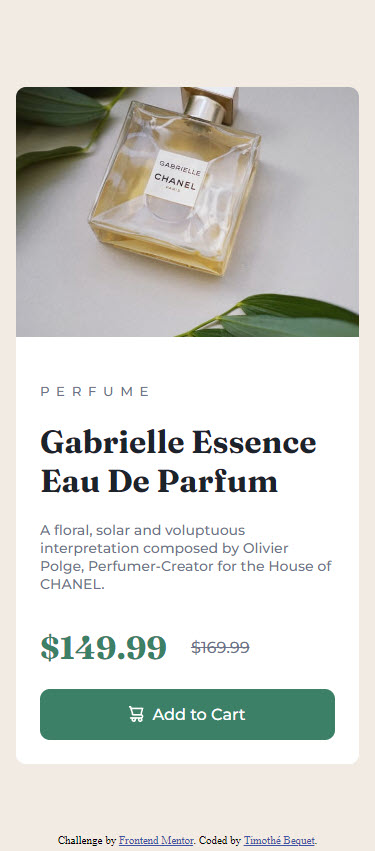 GABRIELLE
CHANEL
PARIS
PERFUME
Gabrielle Essence
Eau De Parfum
A floral, solar and voluptuous
interpretation composed by Olivier
Polge, Perfumer-Creator for the House of
CHANEL.
$149.99 $169.99
Add to Cart
Challenge by Frontend Mentor. Coded by Timothé Bequet.